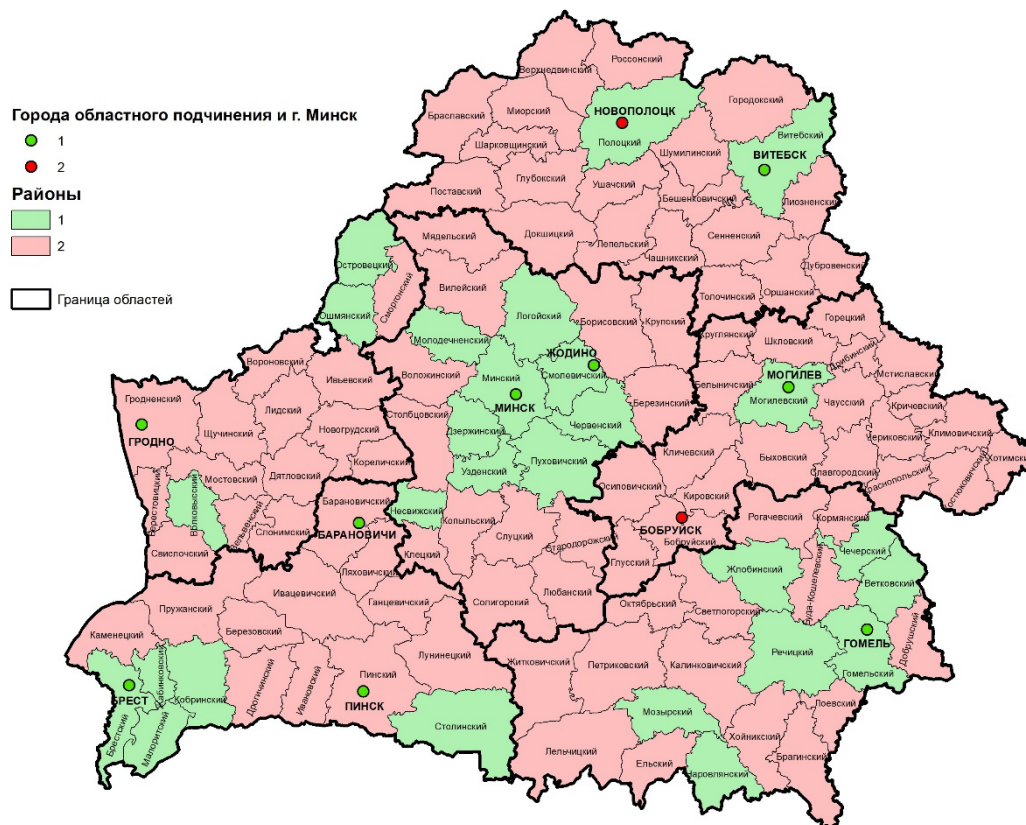 Города областного подчинения и г. Минск
1
2
Районы
1
2
Граница областей
Россонский
Верхнедвинский
Городокский
Миорский
НОВОПОЛОЦК
Браславский
Витебский
Полоцкий
Шарковщинский
Шумилинский
ВИТЕБСК
Глубокский
Ушачский
Поставский
Бешенковичский
Лиозненский
Сенненский
Мядельский
Докшицкий
Лепельский
Чашникский
Островецкий
Дубровенский
Вилейский
Оршанский
Сморгонский
Толочинский
Ошмянский
Логойский
Борисовский
Крупский
Горецкий
Круглянский
Молодечненский
Шкловский
ЖОДИНО
Дрибинский
Вороновский
Ивьевский
Воложинский
Минский
Смолевичский
Белыничский
МОГИЛЕВ
Мстиславский
Гродненский
МИНСК
Березинский
Могилевский
Чаусский
Лидский
Столбцовский
Кричевский
Новогрудский
Червенский
Дзержинский
Климовичский
ГРОДНО
Щучинский
Чериковский
Хотимский
Кореличский
Кличевский
Быховский
Узденский
Пуховичский
Славгородский
Краснопольский
Костюковичский
Мостовский
Дятловский
Осиповичский
Берестовицкий
Волковысский
Барановичский
Кировский
Несвижский
Зельвенский
Слонимский
БАРАНОВИЧИ
Копыльский
Слуцкий
БОБРУЙСК
Рогачевский
Кормянский
Стародорожский
Бобруйский
Свислочский
Клецкий
Чечерский
Глусский
Жлобинский
Ляховичский
Буда-Кошелевский
Ветковский
Ивацевичский
Любанский
Ганцевичский
Солигорский
Октябрьский
Светлогорский
Пружанский
Березовский
Каменецкий
ГОМЕЛЬ
Добрушский
Речицкий
Лунинецкий
Житковичский
Петриковский
Калинковичский
Пинский
Гомельский
Жабинковский
БРЕСТ
Кобринский
Дрогичинский
Ивановский
ПИНСК
Лоевский
Мозырский
Столинский
Брестский
Малоритский
Хойникский
Лельчицкий
Ельский
Брагинский
Наровлянский